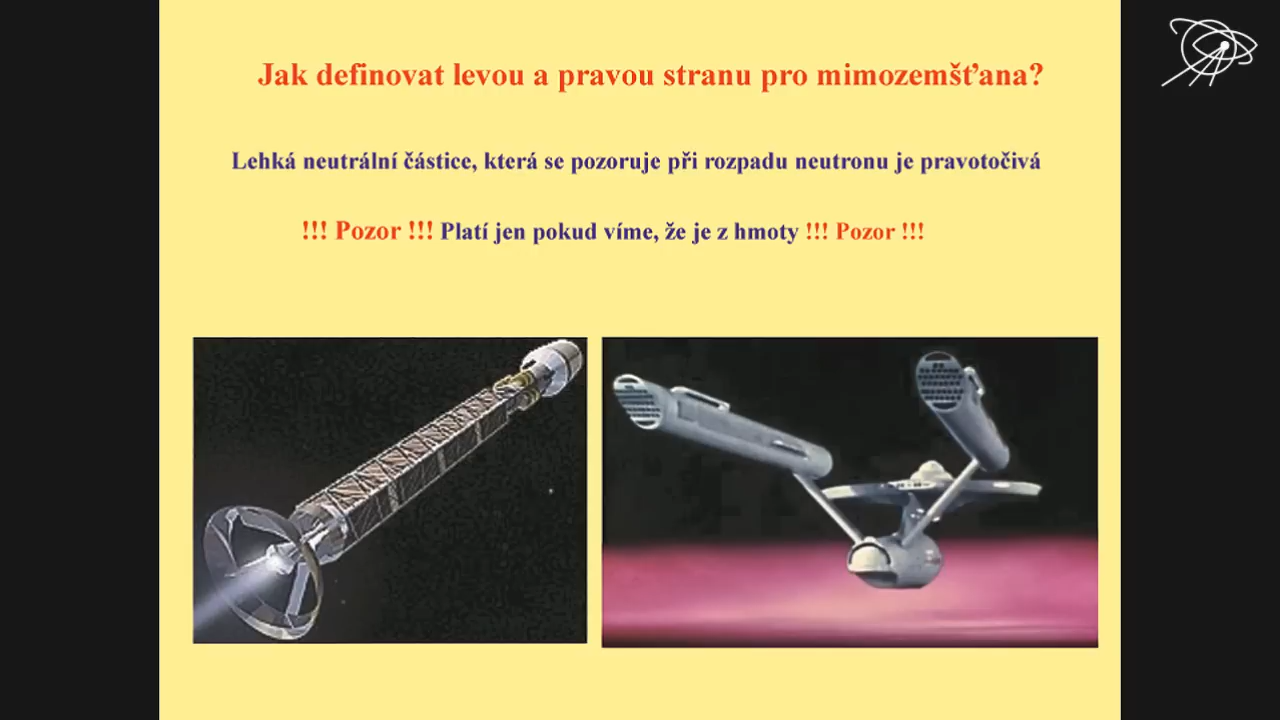 Jak definovat levou a pravou stranu pro mimozemšťana?
Lehká neutrální částice, která se pozoruje při rozpadu neutronu je pravotočivá
!!! Pozor !!! Platí jen pokud víme, že je z hmoty !!! Pozor !!!